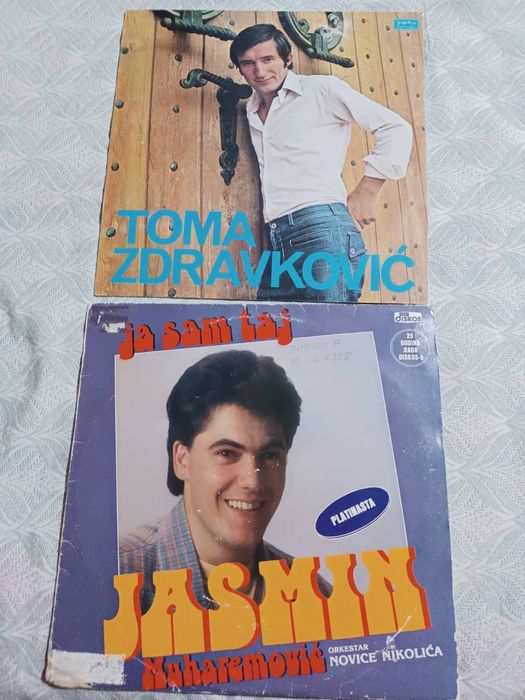 TOMA
ZDRAVKOVIĆ
ja sam taj
diskos
25
GODINA
RADA
DISKOS-a
PLATINASTA
JASMIN
Muharemović
ORKESTAR
NOVICE NIKOLIĆA